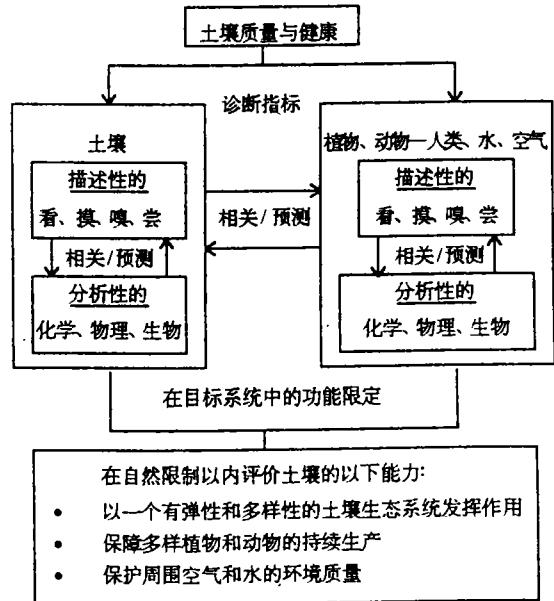 土壤质量与健康
诊断指标
土壤
描述性的
看、摸、嗅、尝
相关/预测
分析性的
化学、物理、生物
相关/预测
植物、动物—人类、水、空气
描述性的
看、摸、嗅、尝
相关/预测
分析性的
化学、物理、生物
在目标系统中的功能限定
在自然限制以内评价土壤的以下能力:
• 以一个有弹性和多样性的土壤生态系统发挥作用
• 保障多样植物和动物的持续生产
• 保护周围空气和水的环境质量